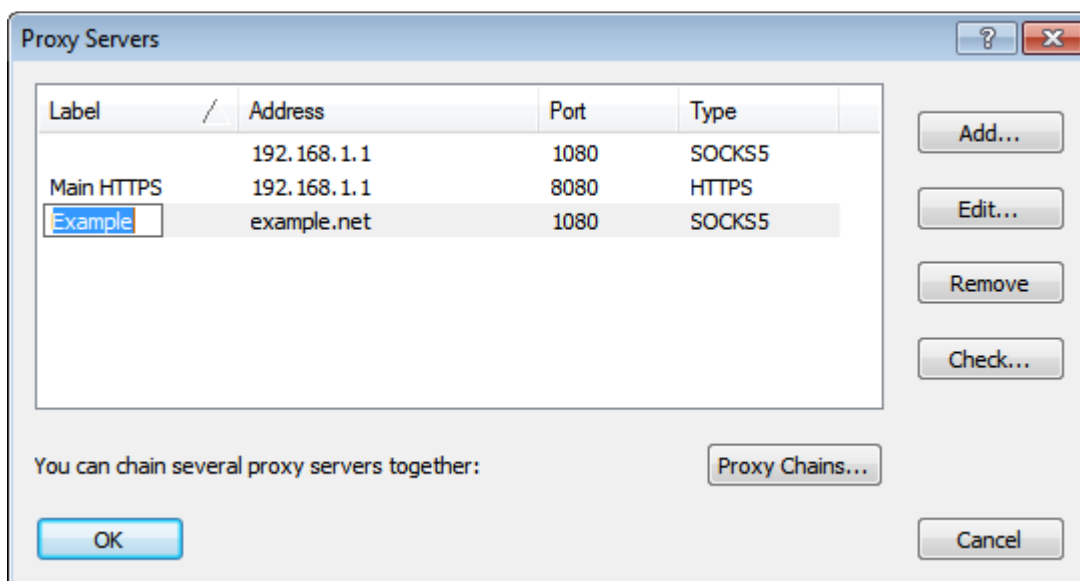 Proxy Servers
Label Address Port Type
192.168.1.1 1080 SOCKS5
Main HTTPS 192.168.1.1 8080 HTTPS
Example example.net 1080 SOCKS5
Add...
Edit...
Remove
Check...
You can chain several proxy servers together: Proxy Chains...
OK Cancel